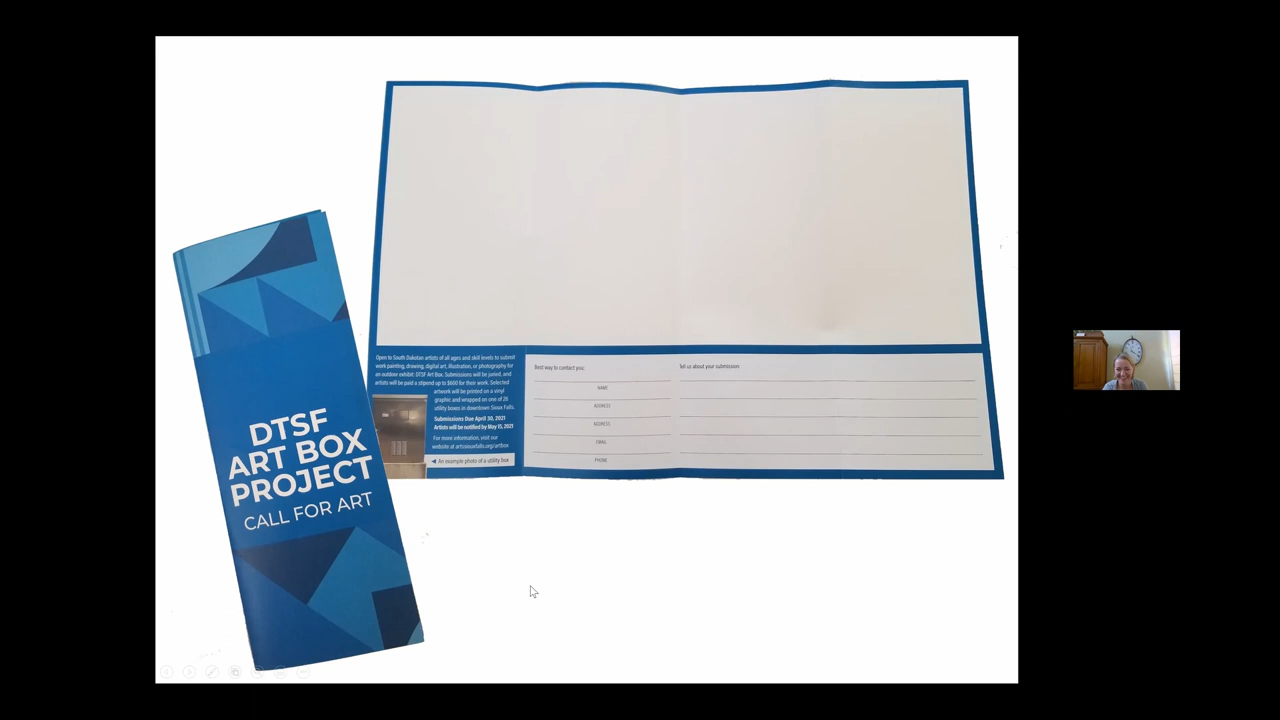 DTSF
ART BOX
PROJECT
CALL FOR ART
Open to South Dakotan artists of all ages and skill levels to submit
work painting, drawing, digital art, illustration, or photography for
an outdoor exhibit: DTSF Art Box. Submissions will be juried, and
artists will be paid a stipend up to $600 for their work. Selected
artwork will be printed on a vinyl
graphic and wrapped on one of 26
utility boxes in downtown Sioux Falls.
Submissions Due April 30, 2021
Artists will be notified by May 15, 2021
For more information, visit our
website at artssiouxfalls.org/artbox
An example photo of a utility box
Best way to contact you:
NAME
ADDRESS
ADDRESS
EMAIL
PHONE
Tell us about your submission: